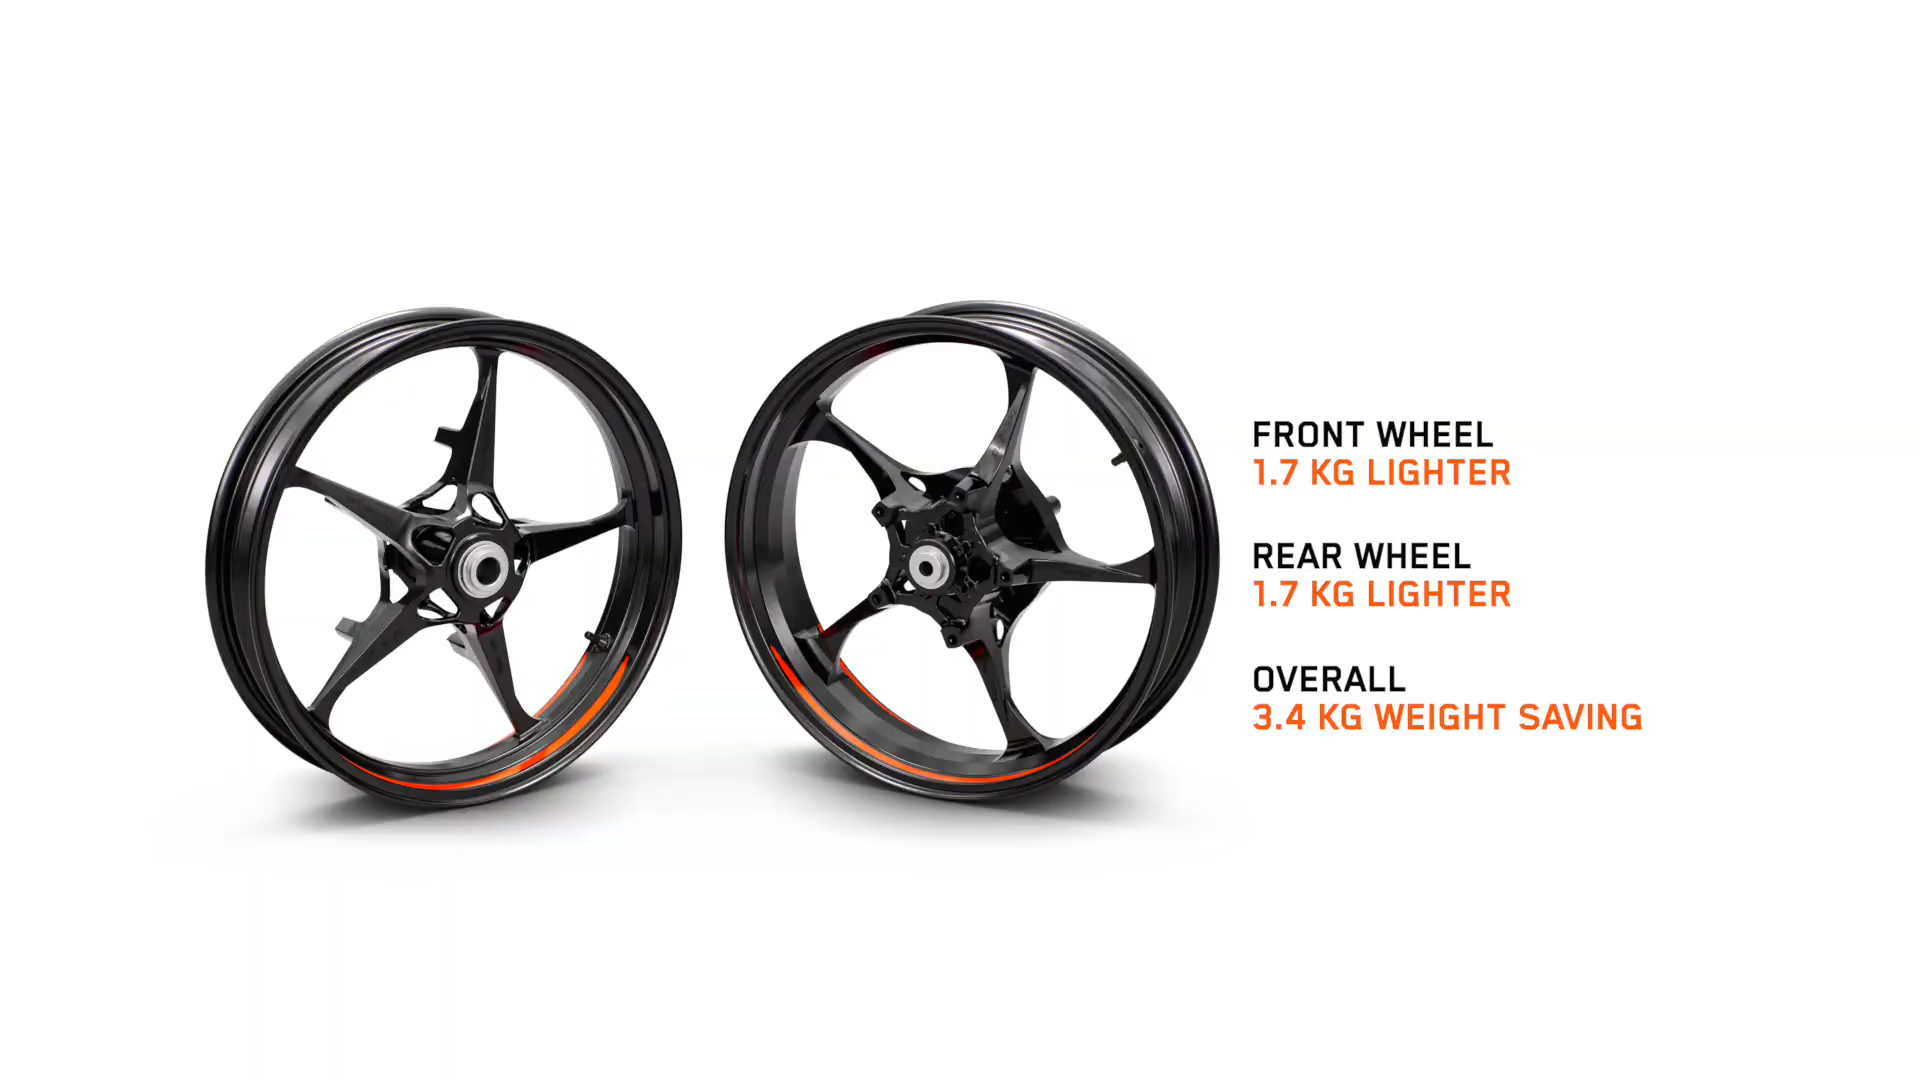 FRONT WHEEL
1.7 KG LIGHTER
REAR WHEEL
1.7 KG LIGHTER
OVERALL
3.4 KG WEIGHT SAVING